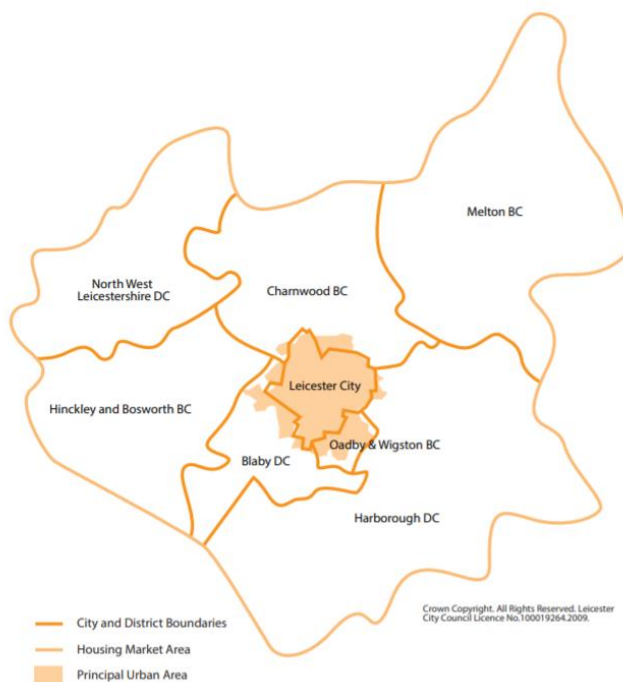 Melton BC
North West
Leicestershire DC
Charnwood BC
Leicester City
Hinckley and Bosworth BC
Oadby & Wigston BC
Blaby DC
Harborough DC
Crown Copyright. All Rights Reserved. Leicester
City Council Licence No.100019264.2009.
City and District Boundaries
Housing Market Area
Principal Urban Area